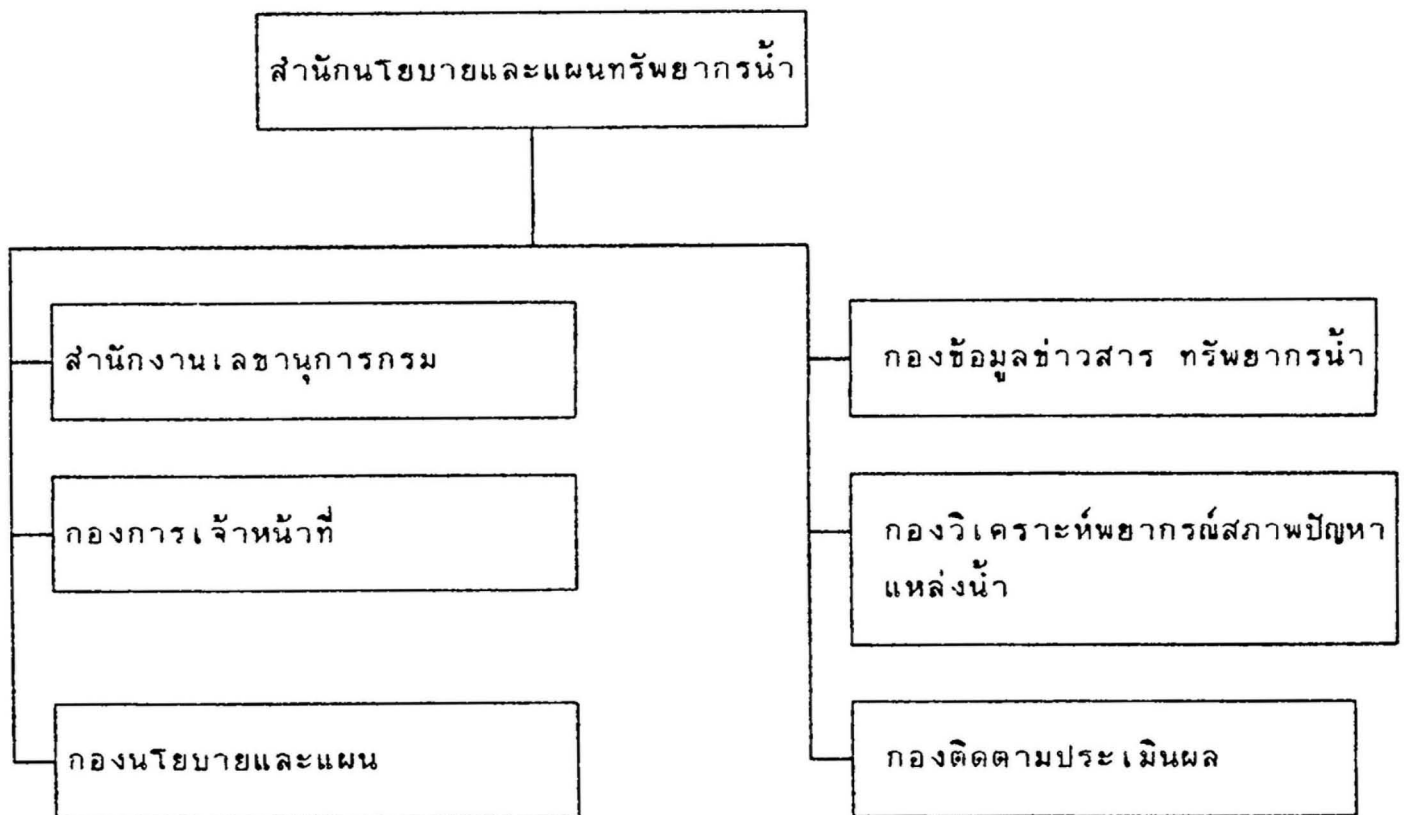 สำนักนโยบายและแผนทรัพยากรน้ำ
สำนักงานเลขานุการกรม
กองการเจ้าหน้าที่
กองนโยบายและแผน
กองข้อมูลข่าวสาร ทรัพยากรน้ำ
กองวิเคราะห์พยากรณ์สภาพปัญหา
แหล่งน้ำ
กองติดตามประเมินผล